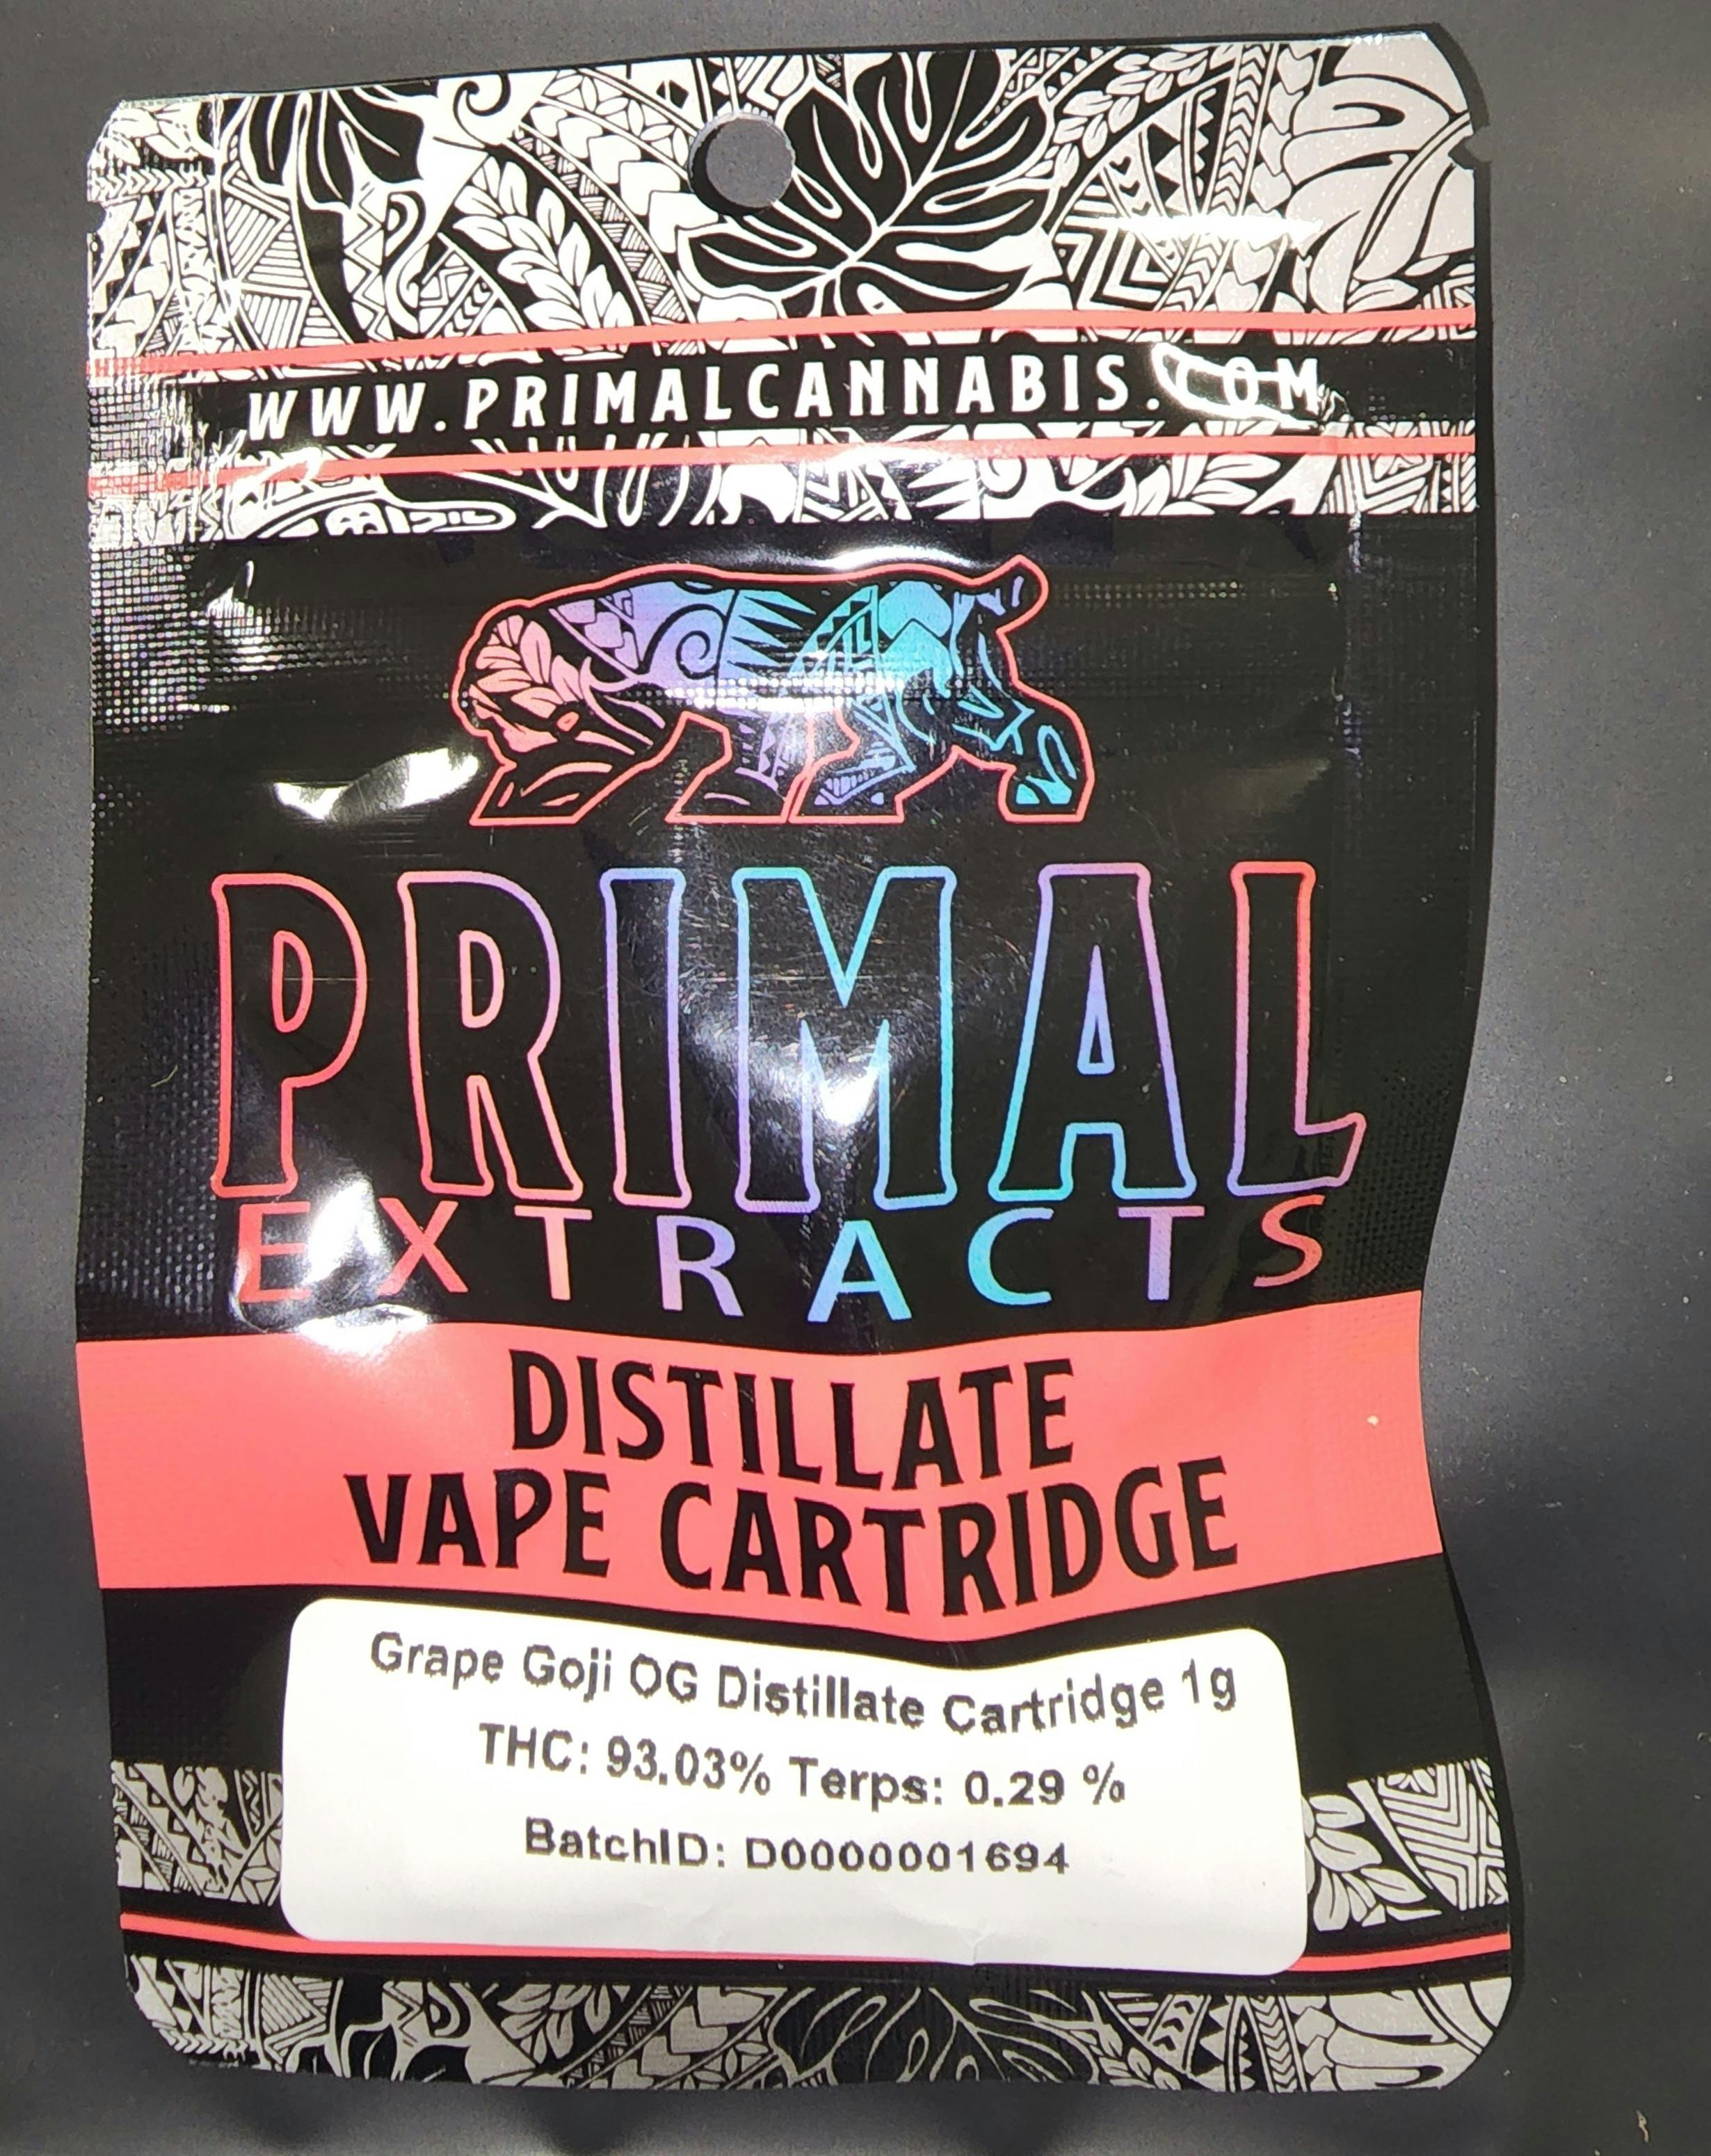 WWW.PRIMALCANNABIS.COM
PRIMAL
EXTRACTS
DISTILLATE
VAPE CARTRIDGE
Grape Goji OG Distillate Cartridge 1g
THC: 93.03% Terps: 0.29 %
BatchID: D0000001694